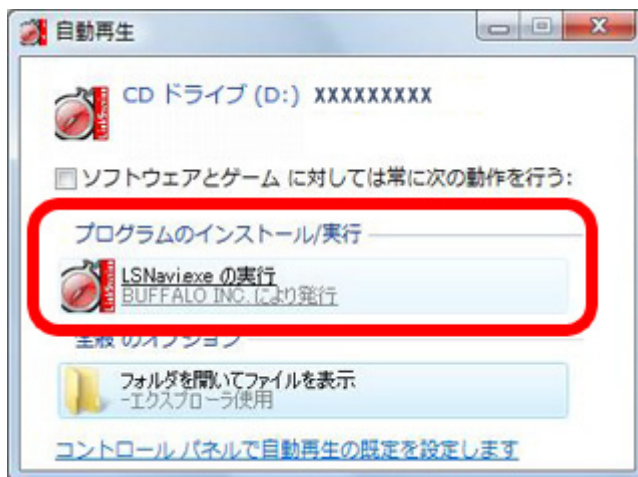 自動再生
CD ドライブ (D:) XXXXXXXXX
ソフトウェアとゲーム に対しては常に次の動作を行う:
プログラムのインストール/実行
LSNavi.exe の実行
BUFFALO INC. により発行
全般 のオプション
フォルダを開いてファイルを表示
-エクスプローラ使用
コントロール パネルで自動再生の既定を設定します